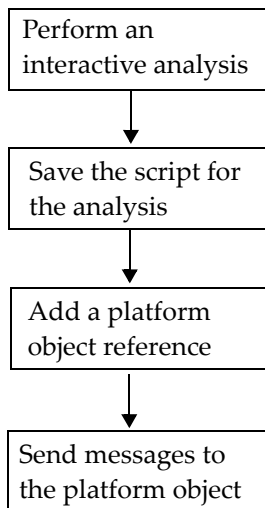 Perform an
interactive analysis
Save the script for
the analysis
Add a platform
object reference
Send messages to
the platform object